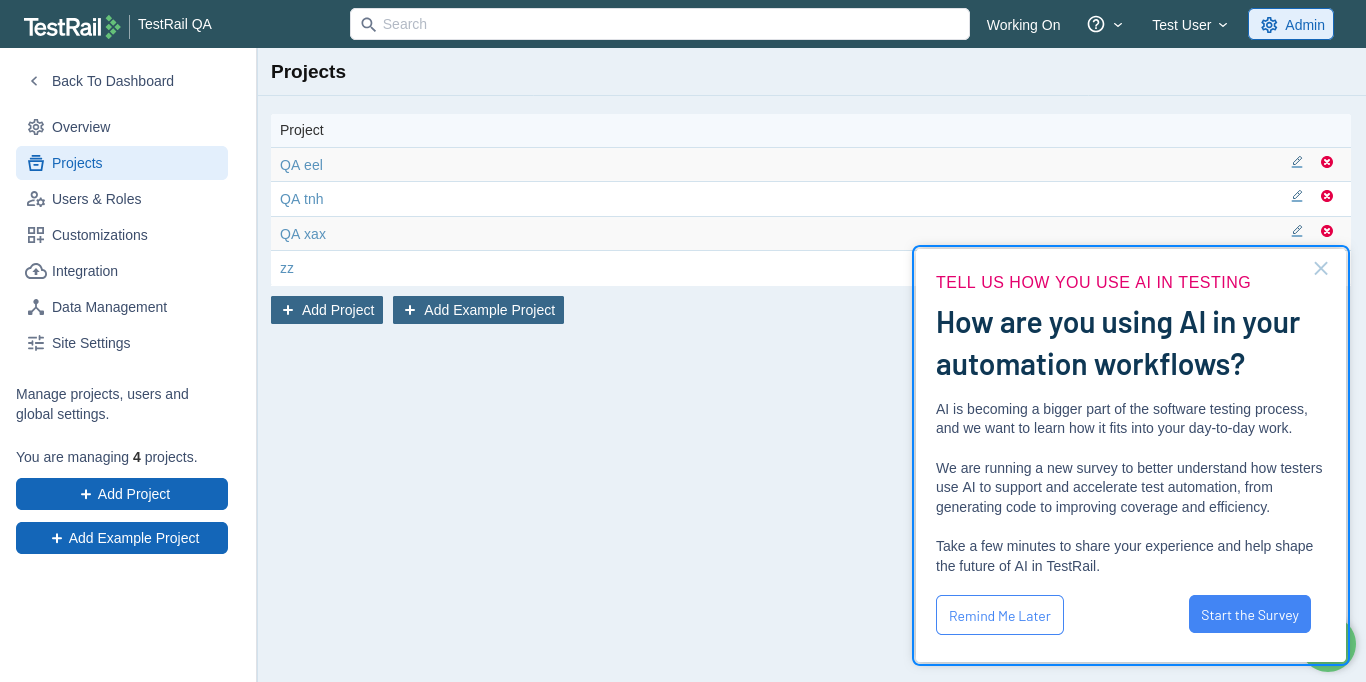 TestRail TestRail QA Search Working On Test User Admin
Back To Dashboard
Overview
Projects
Users & Roles
Customizations
Integration
Data Management
Site Settings
Manage projects, users and
global settings.
You are managing 4 projects.
+ Add Project
+ Add Example Project
Projects
Project
QA eel
QA tnh
QA xax
zz
+ Add Project + Add Example Project
TELL US HOW YOU USE AI IN TESTING
How are you using AI in your
automation workflows?
AI is becoming a bigger part of the software testing process,
and we want to learn how it fits into your day-to-day work.
We are running a new survey to better understand how testers
use AI to support and accelerate test automation, from
generating code to improving coverage and efficiency.
Take a few minutes to share your experience and help shape
the future of AI in TestRail.
Remind Me Later Start the Survey